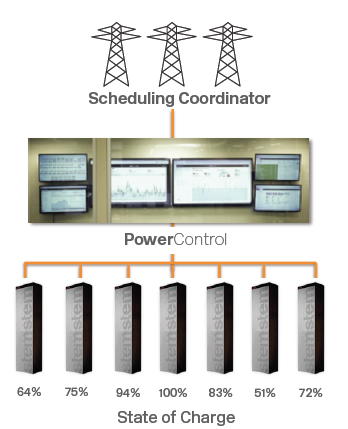 Scheduling Coordinator
PowerControl
stem stem stem stem stem stem stem
64% 75% 94% 100% 83% 51% 72%
State of Charge